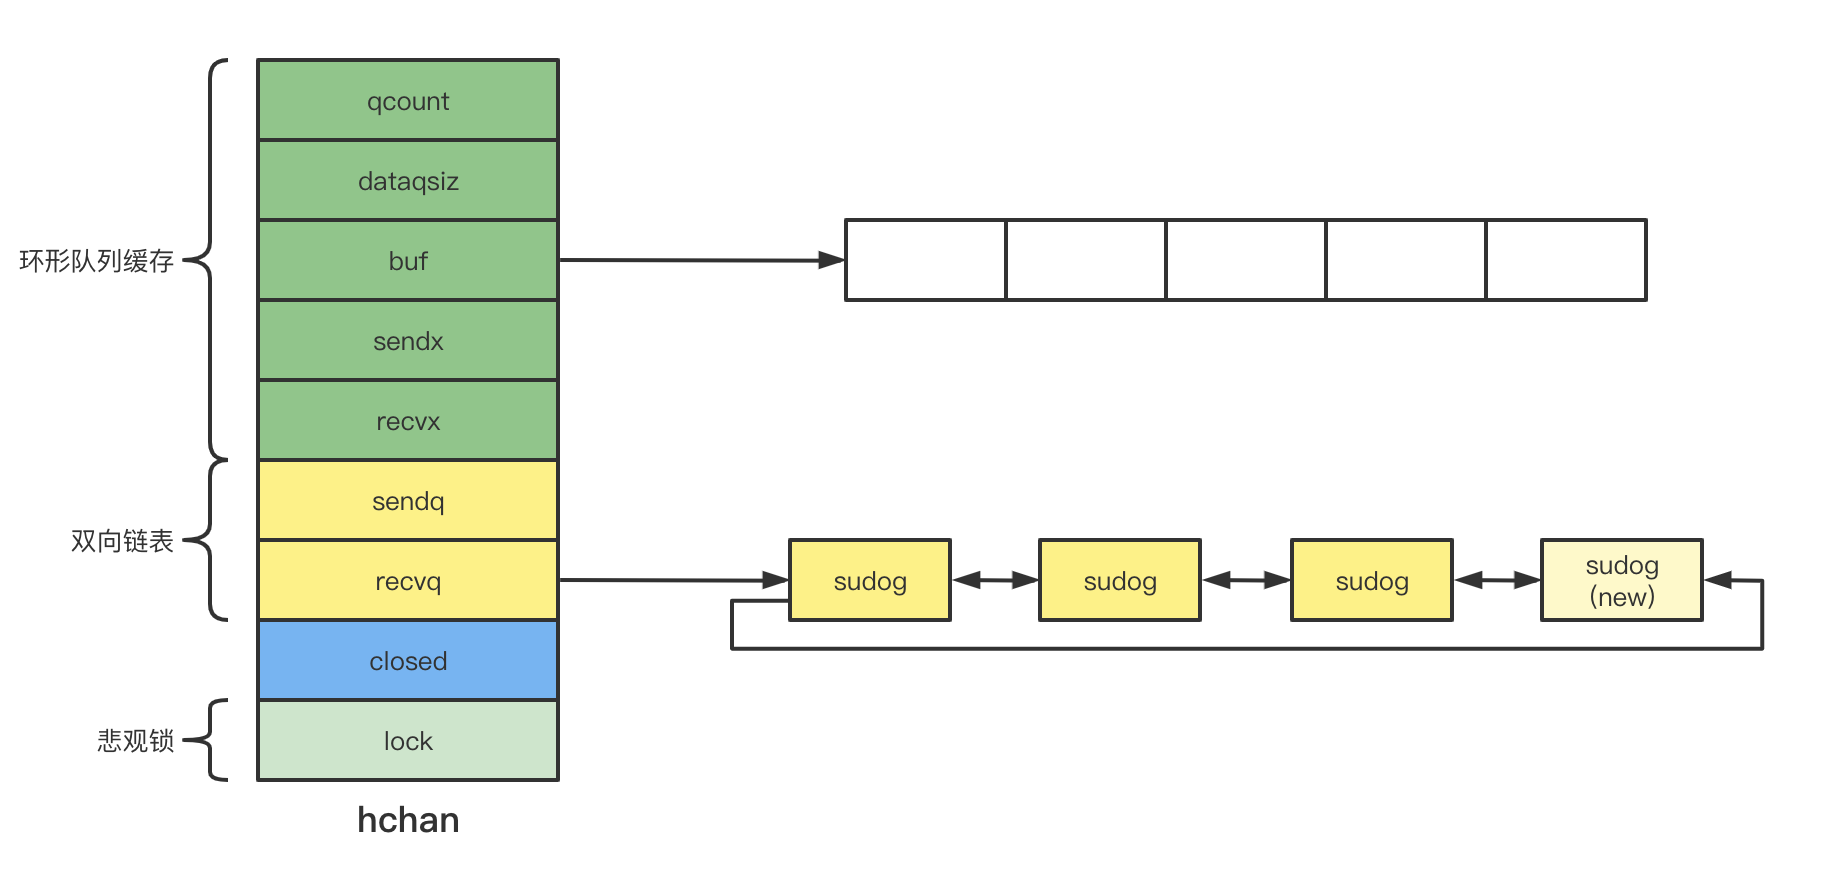 qcount
dataqsiz
环形队列缓存
buf
sendx
recvx
sendq
双向链表
recvq
sudog
sudog
sudog
sudog
(new)
closed
悲观锁
lock
hchan